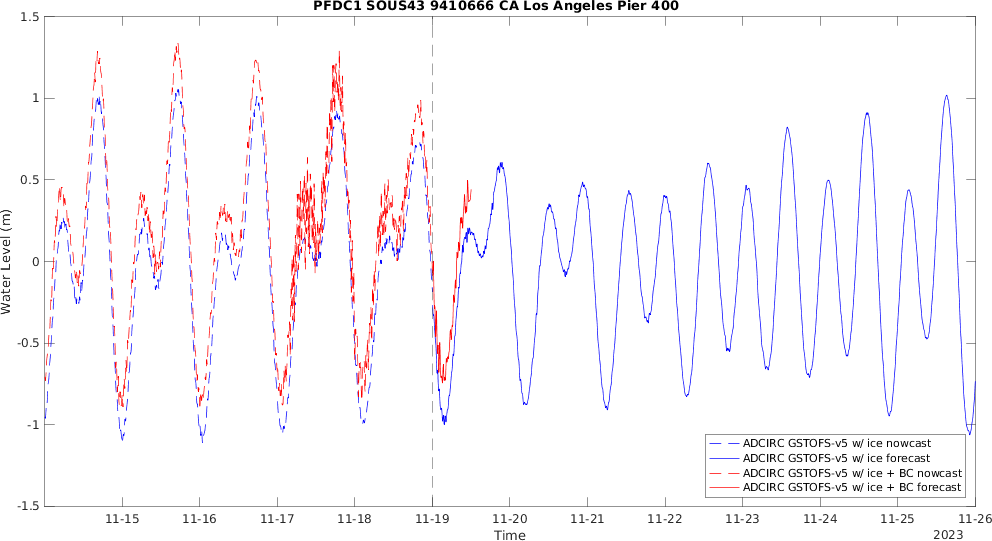 PFDC1 SOUS43 9410666 CA Los Angeles Pier 400
1.5
1
0.5
0
-0.5
-1
-1.5
Water Level (m)
11-15 11-16 11-17 11-18 11-19 11-20 11-21 11-22 11-23 11-24 11-25 11-26
Time
2023
ADCIRC GSTOFS-v5 w/ ice nowcast
ADCIRC GSTOFS-v5 w/ ice forecast
ADCIRC GSTOFS-v5 w/ ice + BC nowcast
ADCIRC GSTOFS-v5 w/ ice + BC forecast